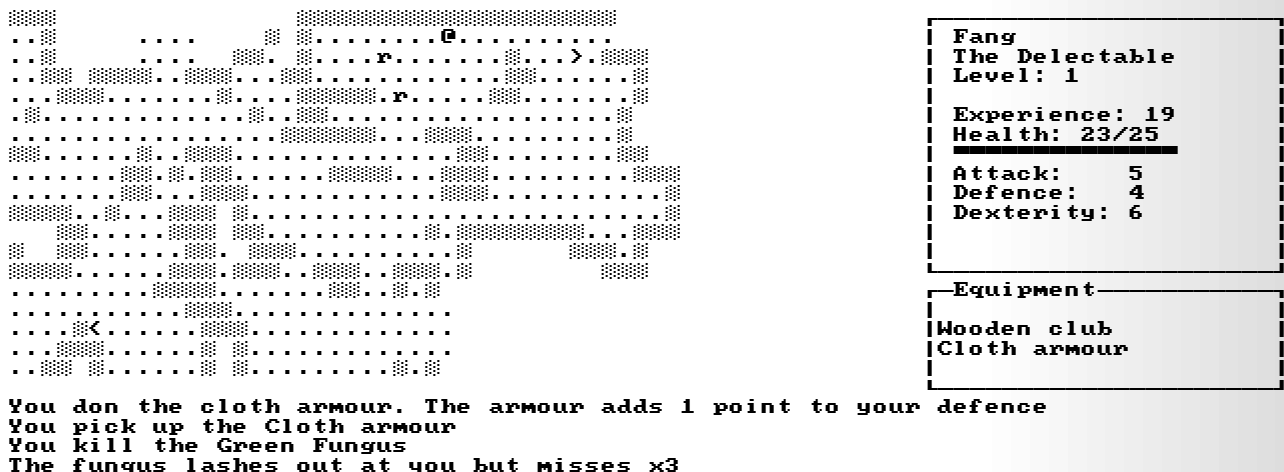 Fang
The Delectable
Level: 1
Experience: 19
Health: 23/25
Attack: 5
Defence: 4
Dexterity: 6
Equipment
Wooden club
Cloth armour
You don the cloth armour. The armour adds 1 point to your defence
You pick up the Cloth armour
You kill the Green Fungus
The fungus lashes out at you but misses x3